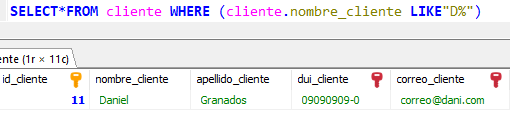 SELECT*FROM cliente WHERE (cliente.nombre_cliente LIKE"D%")
ente (1r × 11c)
id_cliente nombre_cliente apellido_cliente dui_cliente correo_cliente
11 Daniel Granados 09090909-0 correo@dani.com